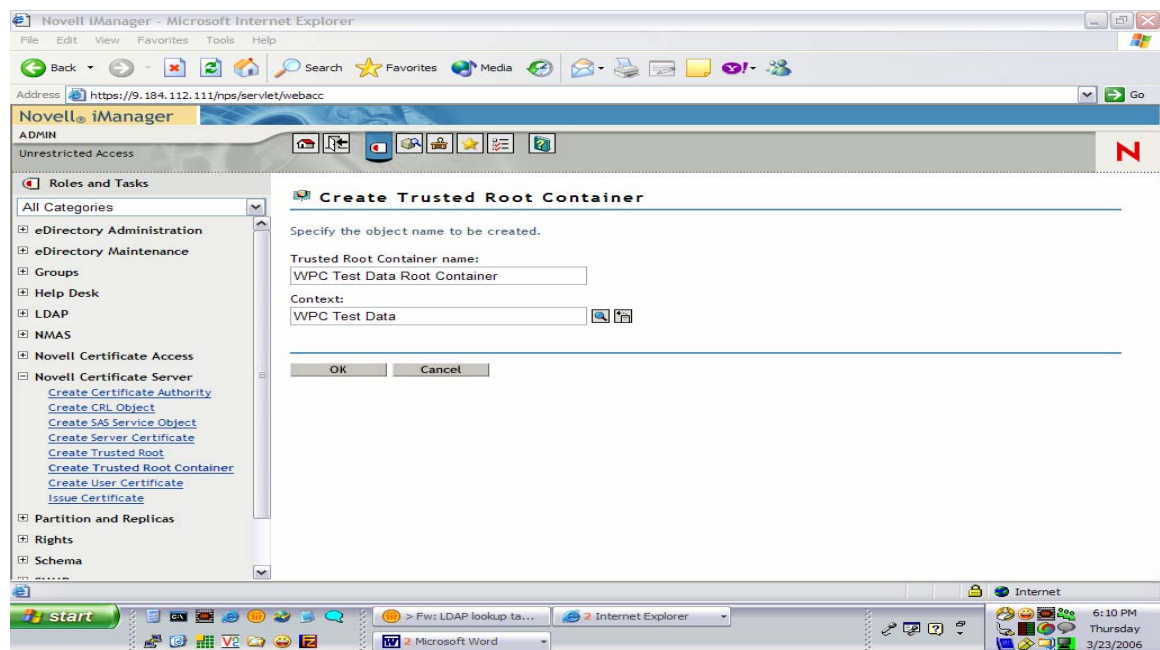 Novell iManager - Microsoft Internet Explorer
File Edit View Favorites Tools Help
Back Search Favorites Media
Address https://9.184.112.111/nps/servlet/webacc Go
Novell® iManager
ADMIN
Unrestricted Access
N
Roles and Tasks
All Categories
eDirectory Administration
eDirectory Maintenance
Groups
Help Desk
LDAP
NMAS
Novell Certificate Access
Novell Certificate Server
Create Certificate Authority
Create CRL Object
Create SAS Service Object
Create Server Certificate
Create Trusted Root
Create Trusted Root Container
Create User Certificate
Issue Certificate
Partition and Replicas
Rights
Schema
Create Trusted Root Container
Specify the object name to be created.
Trusted Root Container name:
WPC Test Data Root Container
Context:
WPC Test Data
OK Cancel
Internet
start > Fw: LDAP lookup ta... 2 Internet Explorer 6:10 PM
2 Microsoft Word Thursday
3/23/2006